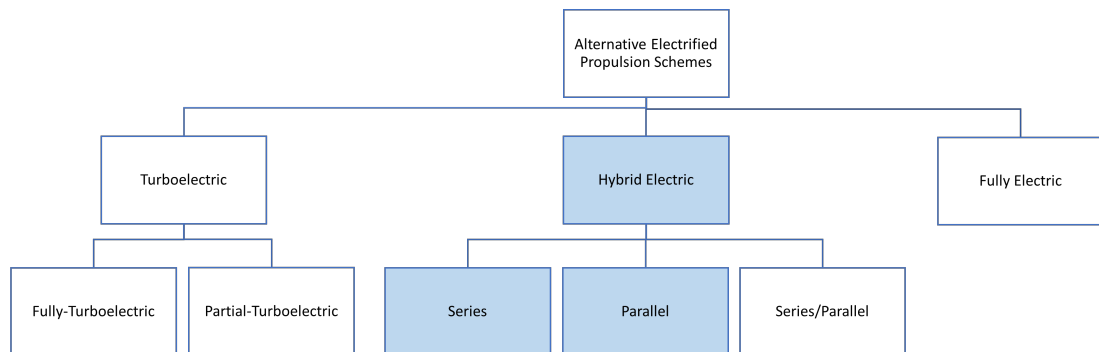 Alternative Electrified
Propulsion Schemes
Turboelectric
Hybrid Electric
Fully Electric
Fully-Turboelectric
Partial-Turboelectric
Series
Parallel
Series/Parallel